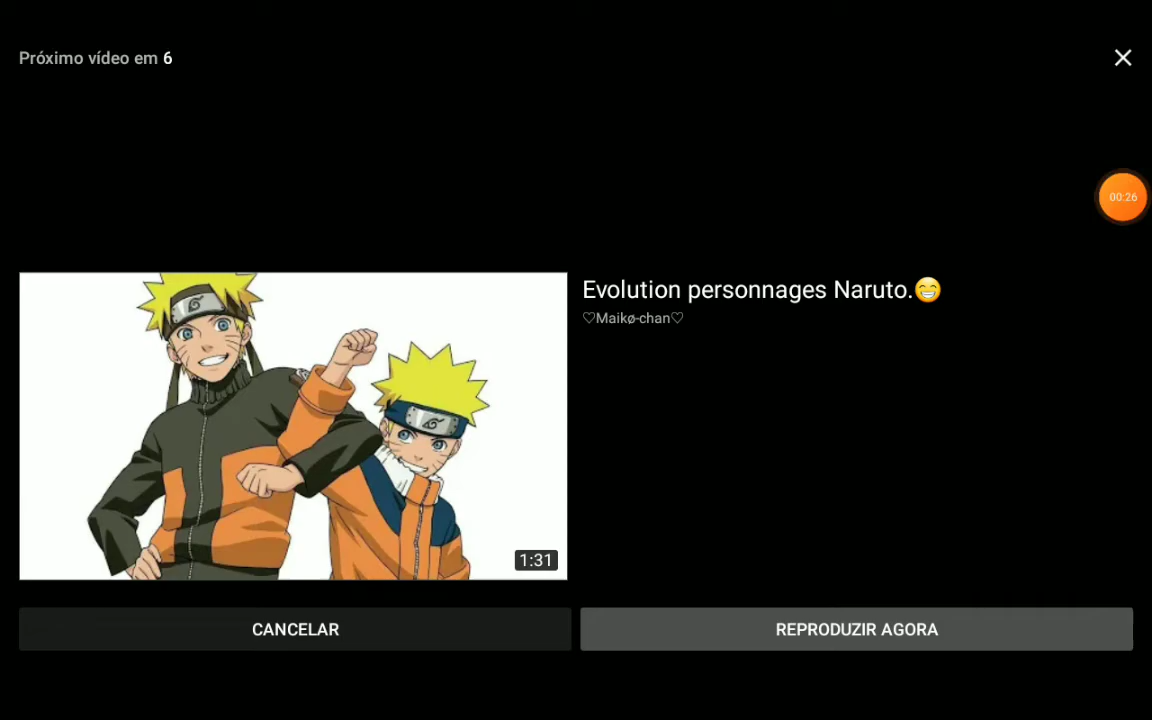 Próximo vídeo em 6
00:26
Evolution personnages Naruto.😁
♡Maikø-chan♡
1:31
CANCELAR
REPRODUZIR AGORA